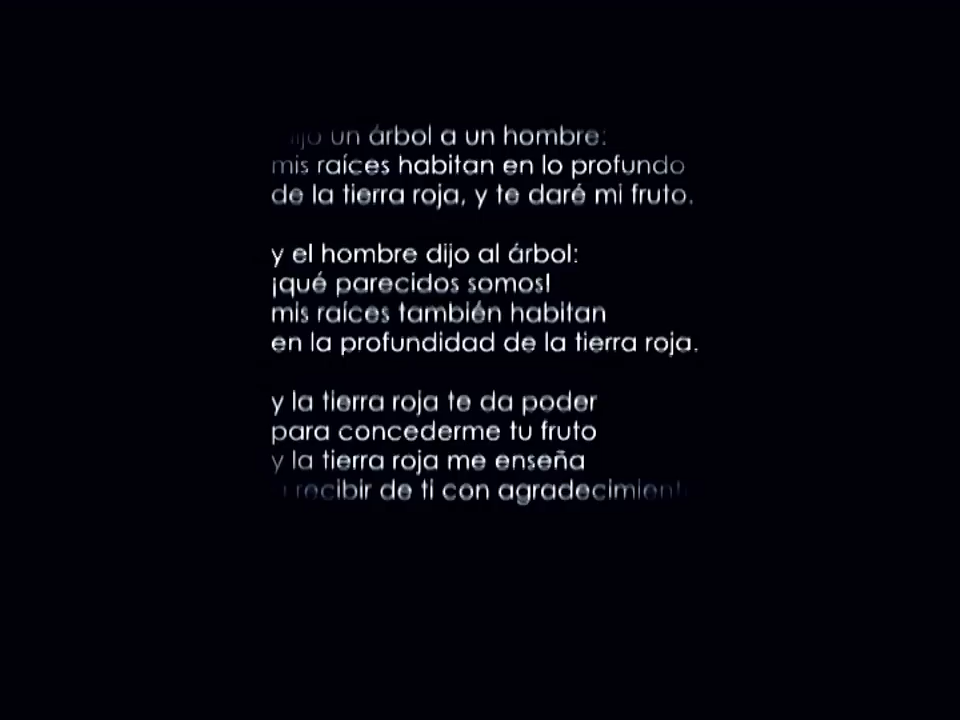 dijo un árbol a un hombre:
mis raíces habitan en lo profundo
de la tierra roja, y te daré mi fruto.
y el hombre dijo al árbol:
¡qué parecidos somos!
mis raíces también habitan
en la profundidad de la tierra roja.
y la tierra roja te da poder
para concederme tu fruto
y la tierra roja me enseña
a recibir de ti con agradecimient